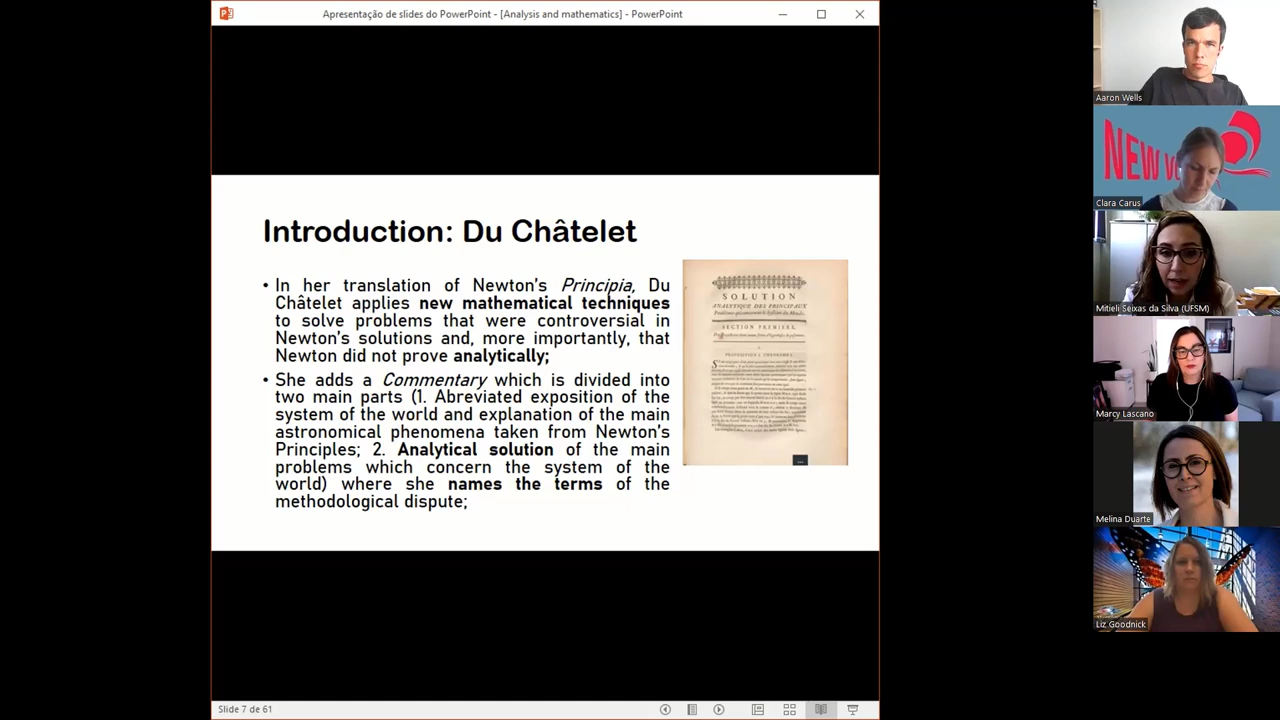 Apresentação de slides do PowerPoint - [Analysis and mathematics] - PowerPoint
Introduction: Du Châtelet
• In her translation of Newton's Principia, Du
Châtelet applies new mathematical techniques
to solve problems that were controversial in
Newton's solutions and, more importantly, that
Newton did not prove analytically;
• She adds a Commentary which is divided into
two main parts (1. Abreviated exposition of the
system of the world and explanation of the main
astronomical phenomena taken from Newton's
Principles; 2. Analytical solution of the main
problems which concern the system of the
world) where she names the terms of the
methodological dispute;
SOLUTION
ANALYTIQUE DES PRINCIPAUX
SECTION PREMIERE.
Slide 7 de 61
Aaron Wells
NEW
Clara Carus
Mitieli Seixas da Silva (UFSM)
Marcy Lascano
Melina Duarte
Liz Goodnick